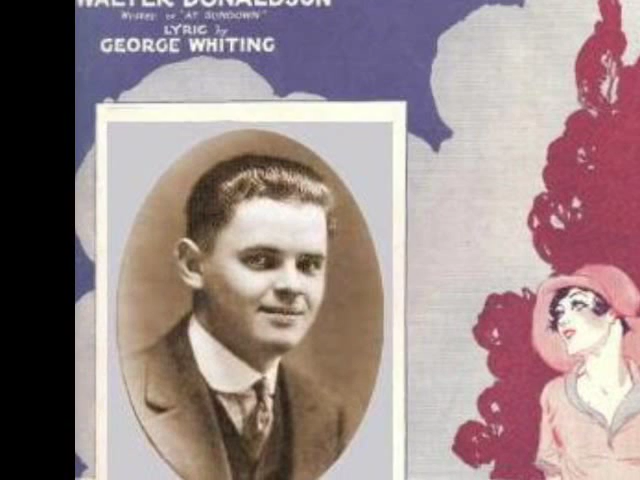 WALTER DONALDSON
WRITER OF "AT SUNDOWN"
LYRIC by
GEORGE WHITING